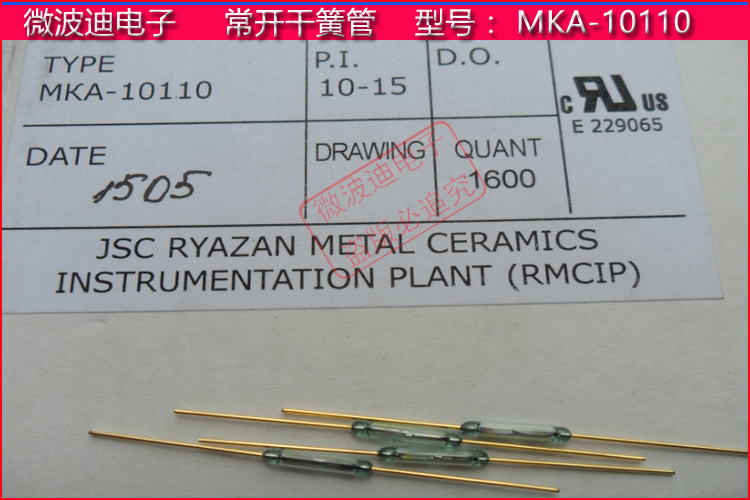 微波迪电子 常开干簧管 型号： MKA-10110
TYPE
MKA-10110
P.I.
10-15
D.O.
c RU US
E 229065
DATE
1505
DRAWING
QUANT
1600
微波迪电子
盗版必追究
JSC RYAZAN METAL CERAMICS
INSTRUMENTATION PLANT (RMCIP)